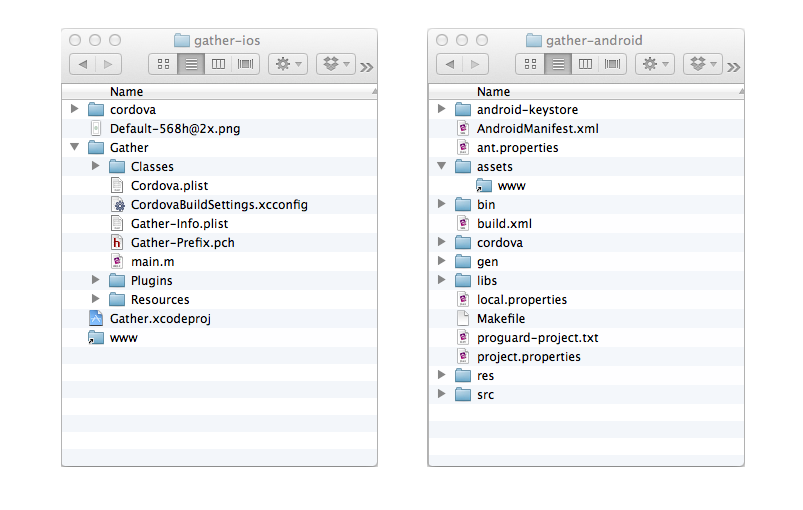 gather-ios
Name
cordova
Default-568h@2x.png
Gather
Classes
Cordova.plist
CordovaBuildSettings.xcconfig
Gather-Info.plist
Gather-Prefix.pch
main.m
Plugins
Resources
Gather.xcodeproj
www
gather-android
Name
android-keystore
AndroidManifest.xml
ant.properties
assets
www
bin
build.xml
cordova
gen
libs
local.properties
Makefile
proguard-project.txt
project.properties
res
src